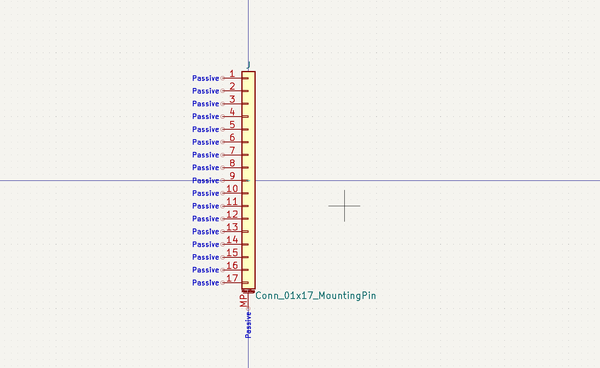 J
Passive 1
Passive 2
Passive 3
Passive 4
Passive 5
Passive 6
Passive 7
Passive 8
Passive 9
Passive 10
Passive 11
Passive 12
Passive 13
Passive 14
Passive 15
Passive 16
Passive 17
MP
Conn_01x17_MountingPin
Passive